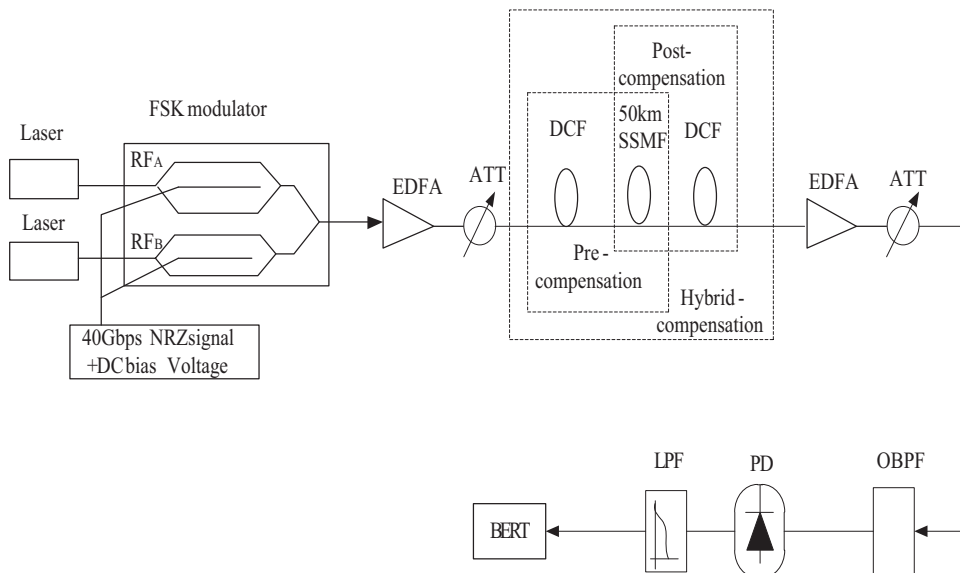 Post-
compensation
FSK modulator
50km
SSMF
DCF
DCF
Laser
RFA
EDFA
ATT
EDFA
ATT
Laser
RFB
Pre -
compensation
Hybrid -
compensation
40Gbps NRZsignal
+DCbias Voltage
LPF
PD
OBPF
BERT